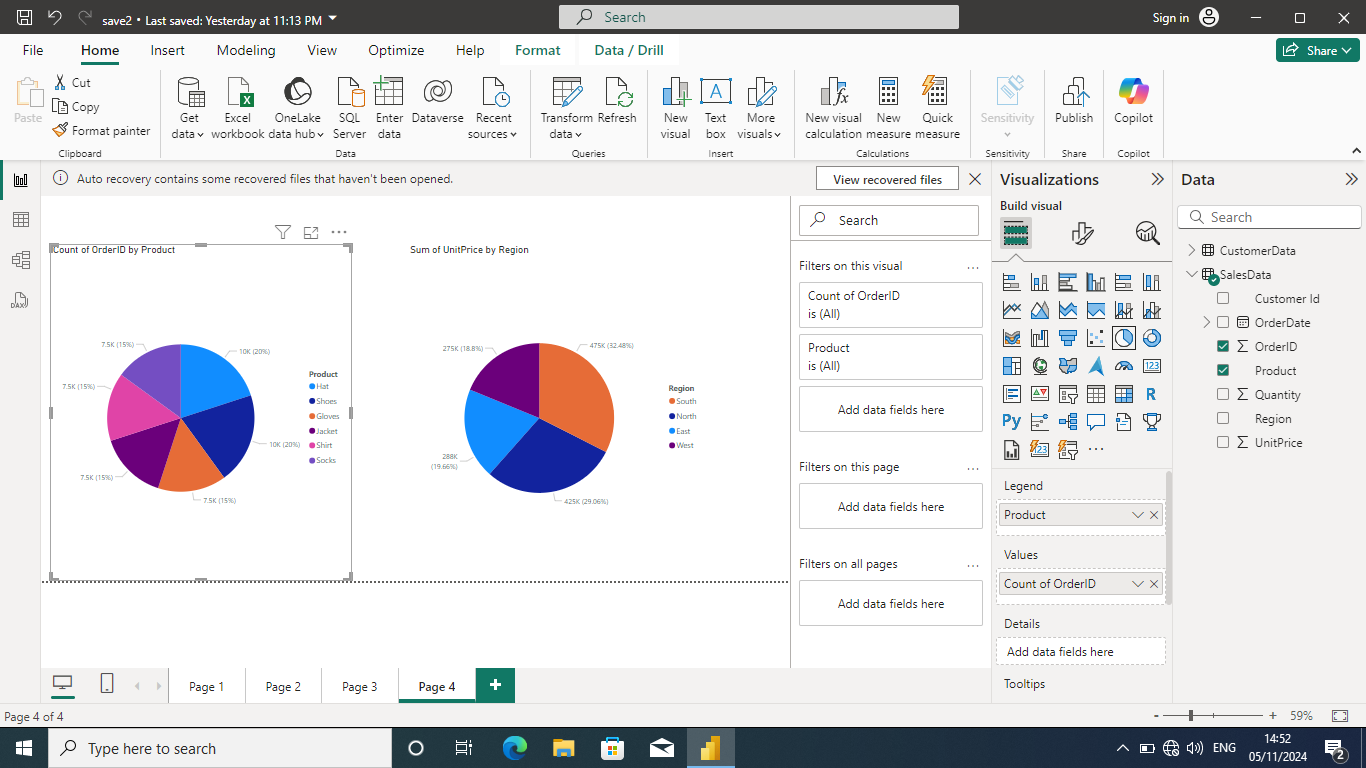 save2 • Last saved: Yesterday at 11:13 PM
Search
Sign in
File
Home
Insert
Modeling
View
Optimize
Help
Format
Data / Drill
Share
Paste
Cut
Copy
Format painter
Clipboard
Get data
Excel workbook
OneLake data hub
SQL Server
Enter data
Dataverse
Recent sources
Data
Transform data
Refresh
Queries
New visual
Text box
More visuals
Insert
New visual calculation
New measure
Quick measure
Calculations
Sensitivity
Sensitivity
Publish
Share
Copilot
Copilot
Auto recovery contains some recovered files that haven't been opened.
View recovered files
Count of OrderID by Product
7.5K (15%)
10K (20%)
7.5K (15%)
10K (20%)
7.5K (15%)
7.5K (15%)
Product
Hat
Shoes
Gloves
Jacket
Shirt
Socks
Sum of UnitPrice by Region
275K (18.8%)
475K (32.48%)
288K
(19.66%)
425K (29.06%)
Region
South
North
East
West
Search
Filters on this visual
Count of OrderID
is (All)
Product
is (All)
Add data fields here
Filters on this page
Add data fields here
Filters on all pages
Add data fields here
Visualizations
Build visual
123
R
Py
123
Legend
Product
Values
Count of OrderID
Details
Add data fields here
Tooltips
Data
Search
CustomerData
SalesData
Customer Id
OrderDate
OrderID
Product
Quantity
Region
UnitPrice
DAX
Page 1
Page 2
Page 3
Page 4
Page 4 of 4
59%
Type here to search
ENG
14:52
05/11/2024
2